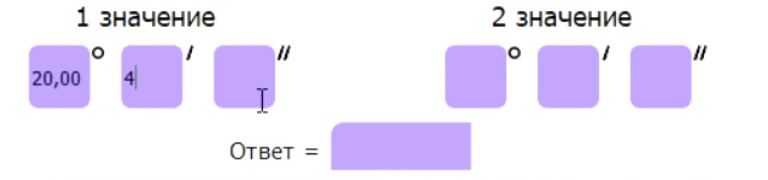 1 значение 2 значение
20,00 ° 4 ′ ″ ° ′ ″
Ответ =